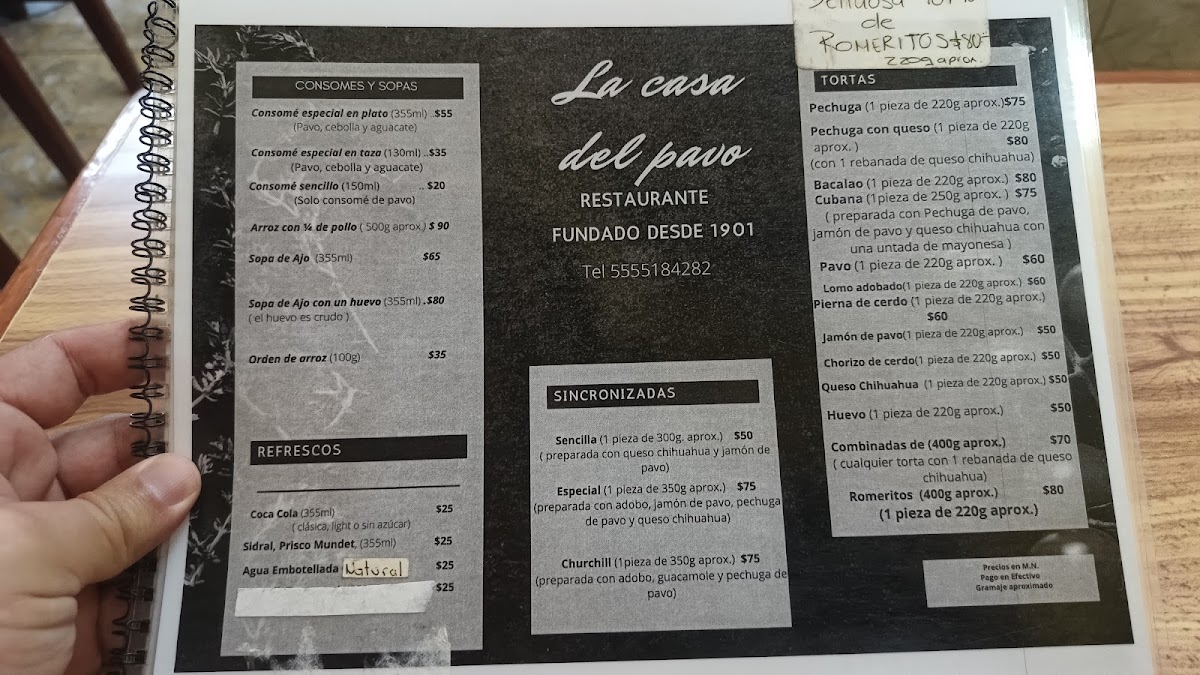 de
ROMERITOS $80-
220g aprox.
CONSOMES Y SOPAS
Consomé especial en plato (355ml) ..$55
(Pavo, cebolla y aguacate)
Consomé especial en taza (130ml) ..$35
(Pavo, cebolla y aguacate)
Consomé sencillo (150ml) .. $20
(Solo consomé de pavo)
Arroz con ¼ de pollo ( 500g aprox.) $ 90
Sopa de Ajo (355ml) $65
Sopa de Ajo con un huevo (355ml) .$80
( el huevo es crudo )
Orden de arroz (100g) $35
REFRESCOS
Coca Cola (355ml) $25
( clásica, light o sin azúcar)
Sidral, Prisco Mundet, (355ml) $25
Agua Embotellada Natural $25
$25
La casa
del pavo
RESTAURANTE
FUNDADO DESDE 1901
Tel 5555184282
SINCRONIZADAS
Sencilla (1 pieza de 300g. aprox.) $50
( preparada con queso chihuahua y jamón de
pavo)
Especial (1 pieza de 350g aprox.) $75
(preparada con adobo, jamón de pavo, pechuga
de pavo y queso chihuahua)
Churchill (1pieza de 350g aprox.) $75
(preparada con adobo, guacamole y pechuga de
pavo)
TORTAS
Pechuga (1 pieza de 220g aprox.)$75
Pechuga con queso (1 pieza de 220g
aprox. ) $80
(con 1 rebanada de queso chihuahua)
Bacalao (1 pieza de 220g aprox.) $80
Cubana (1pieza de 250g aprox. ) $75
( preparada con Pechuga de pavo,
jamón de pavo y queso chihuahua con
una untada de mayonesa )
Pavo (1 pieza de 220g aprox. ) $60
Lomo adobado(1 pieza de 220g aprox.) $60
Pierna de cerdo (1 pieza de 220g aprox.)
$60
Jamón de pavo(1 pieza de 220g aprox.) $50
Chorizo de cerdo(1 pieza de 220g aprox.) $50
Queso Chihuahua (1 pieza de 220g aprox.) $50
Huevo (1 pieza de 220g aprox.) $50
Combinadas de (400g aprox.) $70
( cualquier torta con 1 rebanada de queso
chihuahua)
Romeritos (400g aprox.) $80
(1 pieza de 220g aprox.)
Precios en M.N.
Pago en Efectivo
Gramaje aproximado